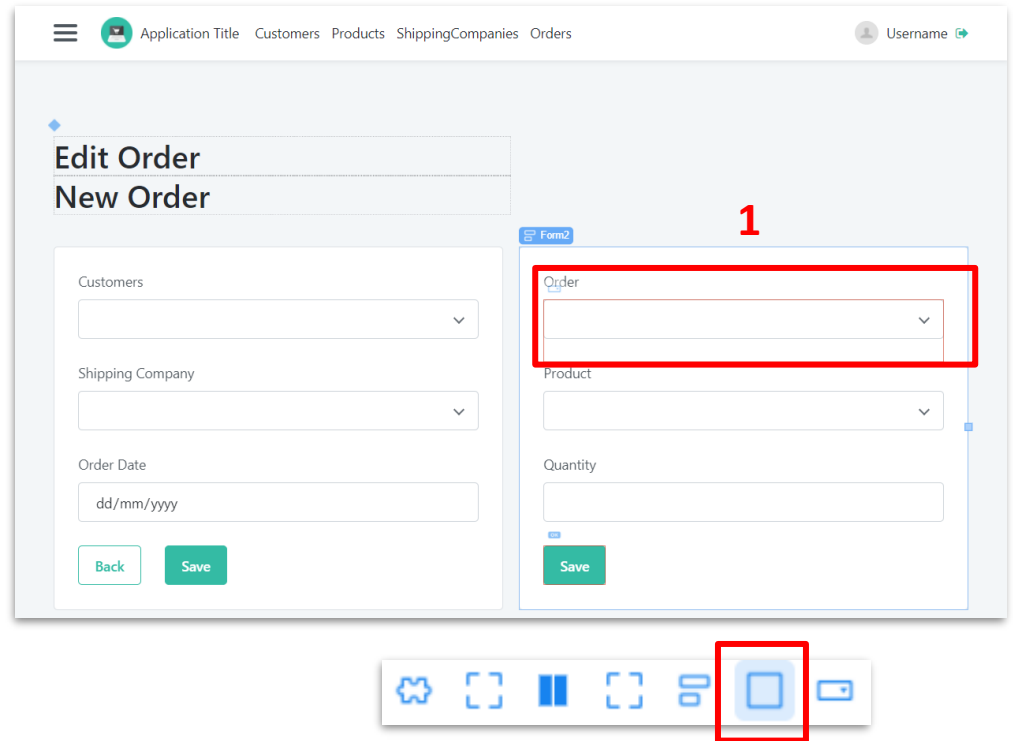 Application Title Customers Products ShippingCompanies Orders Username
Edit Order
New Order
1
Form2
Customers
Order
Shipping Company
Product
Order Date
Quantity
dd/mm/yyyy
Back Save
Save